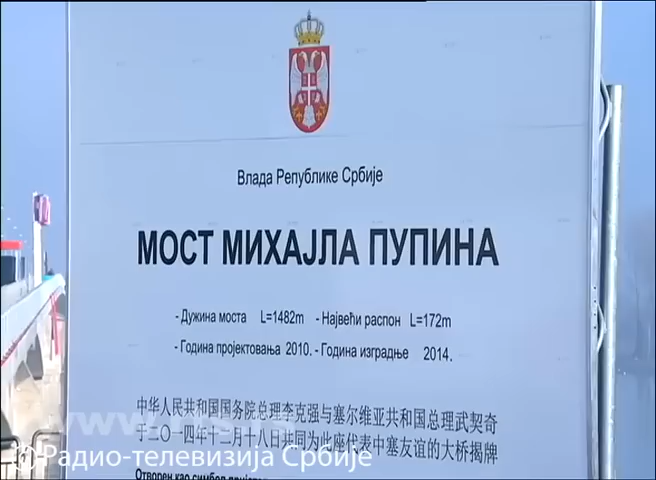 Влада Републике Србије
МОСТ МИХАЈЛА ПУПИНА
- Дужина моста L=1482m - Највећи распон L=172m
- Година пројектовања 2010. - Година изградње 2014.
中华人民共和国国务院总理李克强与塞尔维亚共和国总理武契奇
于二〇一四年十二月十八日共同为此座代表中塞友谊的大桥揭牌
Радио-телевизија Србије
Отворен као симбол